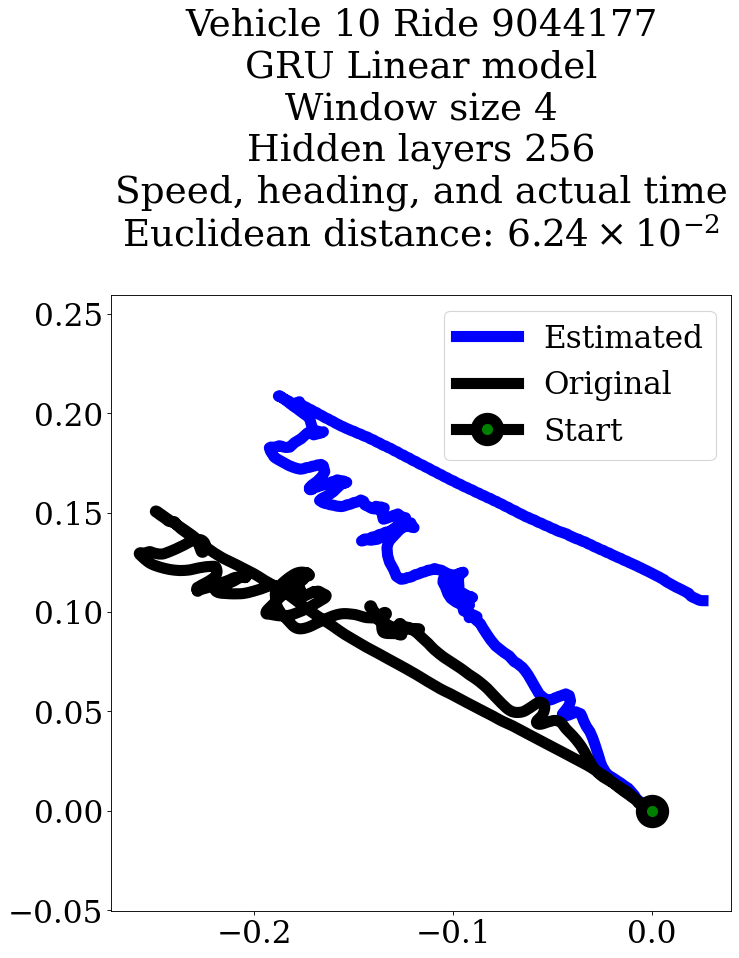 Vehicle 10 Ride 9044177
GRU Linear model
Window size 4
Hidden layers 256
Speed, heading, and actual time
Euclidean distance: 6.24 × 10⁻²
Estimated
Original
Start
0.25
0.20
0.15
0.10
0.05
0.00
−0.05
−0.2
−0.1
0.0